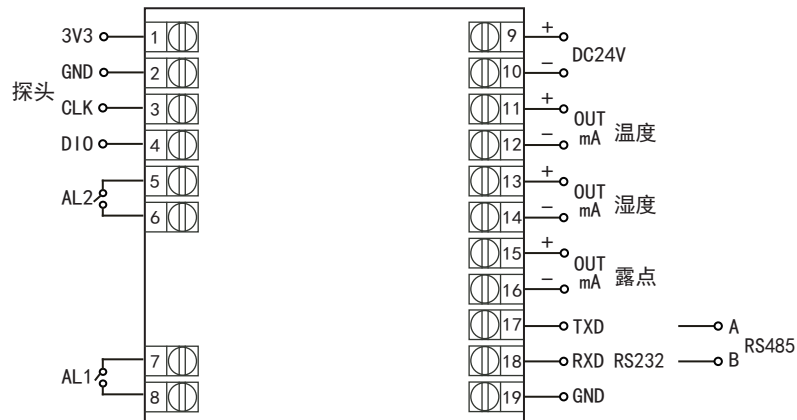 3V3 1
GND 2
探头
CLK 3
DIO 4
AL2
5
6
AL1
7
8
9 + DC24V
10 −
11 + OUT
12 − mA 温度
13 + OUT
14 − mA 湿度
15 + OUT
16 − mA 露点
17 TXD A
18 RXD RS232 B RS485
19 GND